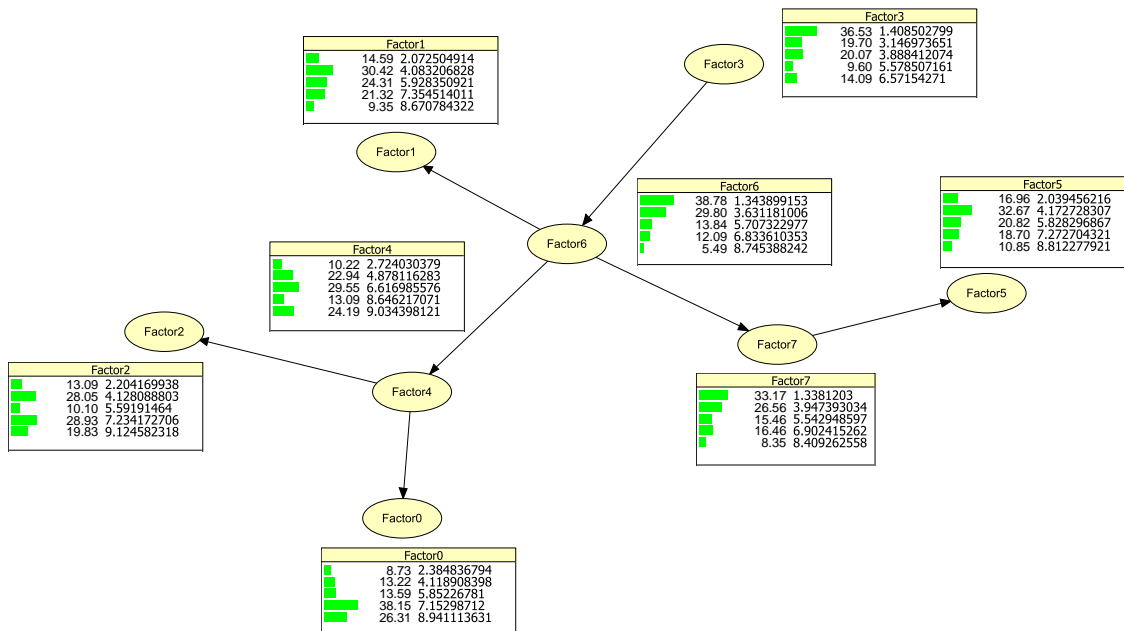 Factor3
36.53 1.408502799
19.70 3.146973651
20.07 3.888412074
9.60 5.578507161
14.09 6.57154271
Factor1
14.59 2.072504914
30.42 4.083206828
24.31 5.928350921
21.32 7.354514011
9.35 8.670784322
Factor3
Factor1
Factor6
38.78 1.343899153
29.80 3.631181006
13.84 5.707322977
12.09 6.833610353
5.49 8.745388242
Factor5
16.96 2.039456216
32.67 4.172728307
20.82 5.828296867
18.70 7.272704321
10.85 8.812277921
Factor6
Factor4
10.22 2.724030379
22.94 4.878116283
29.55 6.616985576
13.09 8.646217071
24.19 9.034398121
Factor5
Factor2
Factor7
Factor2
13.09 2.204169938
28.05 4.128088803
10.10 5.59191464
28.93 7.234172706
19.83 9.124582318
Factor4
Factor7
33.17 1.3381203
26.56 3.947393034
15.46 5.542948597
16.46 6.902415262
8.35 8.409262558
Factor0
Factor0
8.73 2.384836794
13.22 4.118908398
13.59 5.85226781
38.15 7.15298712
26.31 8.941113631